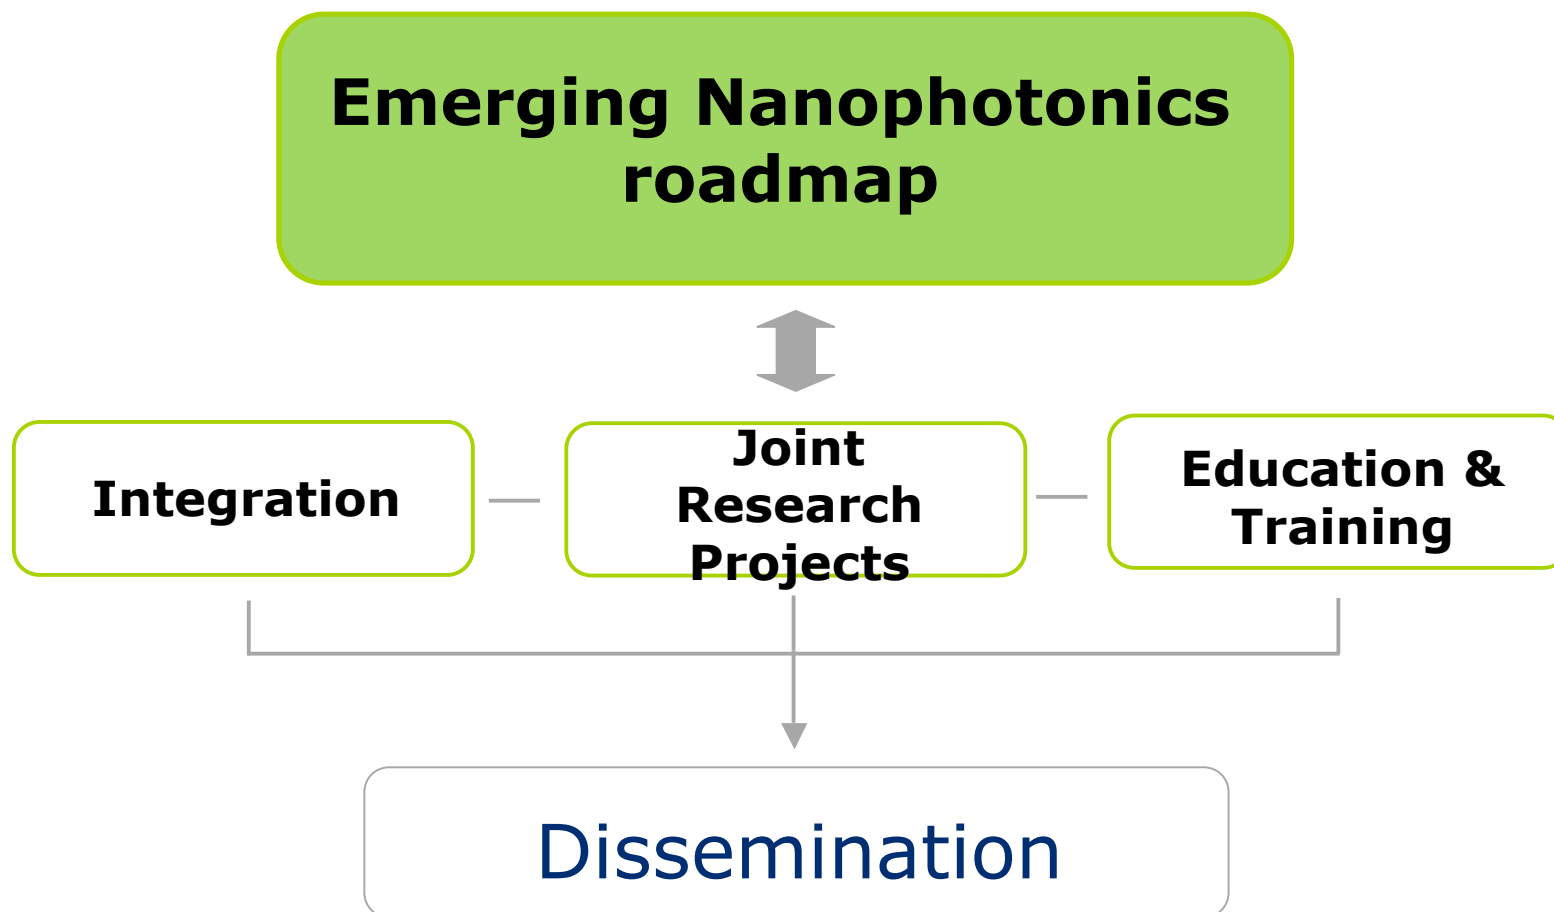 Emerging Nanophotonics
roadmap
Integration
Joint
Research
Projects
Education &
Training
Dissemination